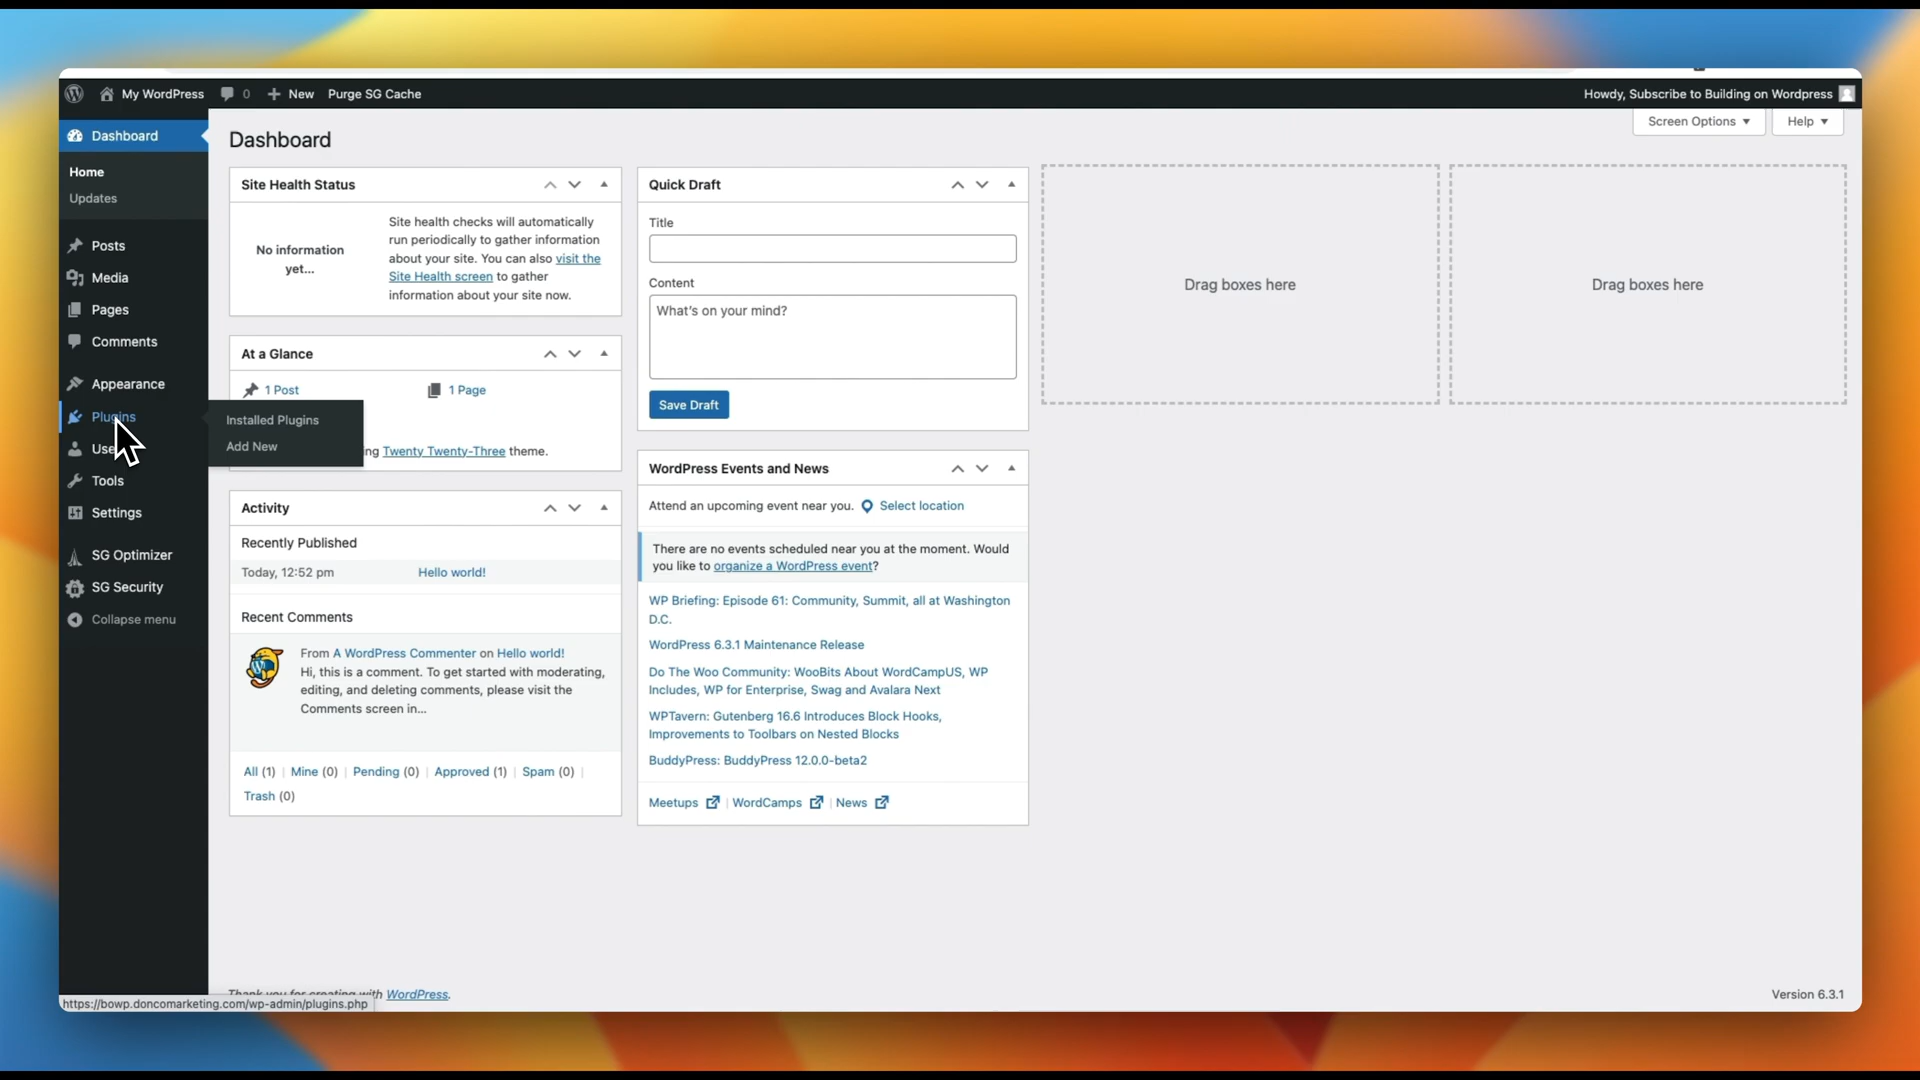 My WordPress 0 New Purge SG Cache
Howdy, Subscribe to Building on Wordpress
Dashboard
Home
Updates
Posts
Media
Pages
Comments
Appearance
Plugins
Tools
Settings
SG Optimizer
SG Security
Collapse menu
Installed Plugins
Add New
Screen Options ▼
Help ▼
Dashboard
Site Health Status
No information
yet...
Site health checks will automatically
run periodically to gather information
about your site. You can also visit the
Site Health screen to gather
information about your site now.
At a Glance
1 Post
1 Page
Twenty Twenty-Three theme.
Activity
Recently Published
Today, 12:52 pm
Hello world!
Recent Comments
From A WordPress Commenter on Hello world!
Hi, this is a comment. To get started with moderating,
editing, and deleting comments, please visit the
Comments screen in...
All (1) | Mine (0) | Pending (0) | Approved (1) | Spam (0) |
Trash (0)
Quick Draft
Title
Content
What's on your mind?
Save Draft
WordPress Events and News
Attend an upcoming event near you. Select location
There are no events scheduled near you at the moment. Would
you like to organize a WordPress event?
WP Briefing: Episode 61: Community, Summit, all at Washington
D.C.
WordPress 6.3.1 Maintenance Release
Do The Woo Community: WooBits About WordCampUS, WP
Includes, WP for Enterprise, Swag and Avalara Next
WPTavern: Gutenberg 16.6 Introduces Block Hooks,
Improvements to Toolbars on Nested Blocks
BuddyPress: BuddyPress 12.0.0-beta2
Meetups | WordCamps | News
Drag boxes here
Drag boxes here
Thank you for creating with WordPress.
Version 6.3.1
https://bowp.doncomarketing.com/wp-admin/plugins.php